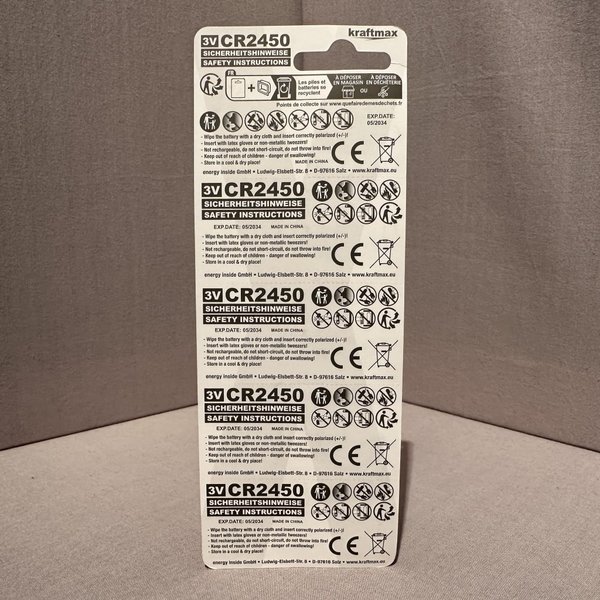 kraftmax
3V CR2450
SICHERHEITSHINWEISE
SAFETY INSTRUCTIONS
FR
Les piles et batteries se recyclent
À DÉPOSER EN MAGASIN
OU
À DÉPOSER EN DÉCHÈTERIE
Points de collecte sur www.quefairedemesdechets.fr
EXP.DATE:
05/2034
- Wipe the battery with a dry cloth and insert correctly polarized (+/-)!
- Insert with latex gloves or non-metallic tweezers!
- Not rechargeable, do not short-circuit, do not throw into fire!
- Keep out of reach of children - danger of swallowing!
- Store in a cool & dry place!
MADE IN CHINA
CE
energy inside GmbH • Ludwig-Elsbett-Str. 8 • D-97616 Salz • www.kraftmax.eu
3V CR2450
SICHERHEITSHINWEISE
SAFETY INSTRUCTIONS
EXP.DATE: 05/2034 MADE IN CHINA
- Wipe the battery with a dry cloth and insert correctly polarized (+/-)!
- Insert with latex gloves or non-metallic tweezers!
- Not rechargeable, do not short-circuit, do not throw into fire!
- Keep out of reach of children - danger of swallowing!
- Store in a cool & dry place!
CE
energy inside GmbH • Ludwig-Elsbett-Str. 8 • D-97616 Salz • www.kraftmax.eu
3V CR2450
SICHERHEITSHINWEISE
SAFETY INSTRUCTIONS
EXP.DATE: 05/2034 MADE IN CHINA
- Wipe the battery with a dry cloth and insert correctly polarized (+/-)!
- Insert with latex gloves or non-metallic tweezers!
- Not rechargeable, do not short-circuit, do not throw into fire!
- Keep out of reach of children - danger of swallowing!
- Store in a cool & dry place!
CE
energy inside GmbH • Ludwig-Elsbett-Str. 8 • D-97616 Salz • www.kraftmax.eu
3V CR2450
SICHERHEITSHINWEISE
SAFETY INSTRUCTIONS
EXP.DATE: 05/2034 MADE IN CHINA
- Wipe the battery with a dry cloth and insert correctly polarized (+/-)!
- Insert with latex gloves or non-metallic tweezers!
- Not rechargeable, do not short-circuit, do not throw into fire!
- Keep out of reach of children - danger of swallowing!
- Store in a cool & dry place!
CE
energy inside GmbH • Ludwig-Elsbett-Str. 8 • D-97616 Salz • www.kraftmax.eu
3V CR2450
SICHERHEITSHINWEISE
SAFETY INSTRUCTIONS
EXP.DATE: 05/2034 MADE IN CHINA
- Wipe the battery with a dry cloth and insert correctly polarized (+/-)!
- Insert with latex gloves or non-metallic tweezers!
- Not rechargeable, do not short-circuit, do not throw into fire!
- Keep out of reach of children - danger of swallowing!
- Store in a cool & dry place!
CE
energy inside GmbH • Ludwig-Elsbett-Str. 8 • D-97616 Salz • www.kraftmax.eu